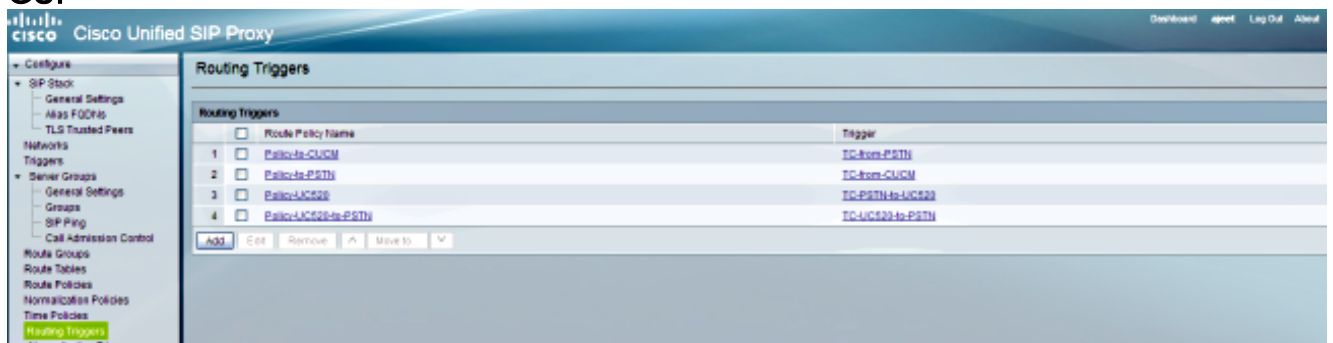 cisco Cisco Unified SIP Proxy
Dashboard ajeet Log Out About
Configure
SIP Stack
General Settings
Alias FQDNs
TLS Trusted Peers
Networks
Triggers
Server Groups
General Settings
Groups
SIP Ping
Call Admission Control
Route Groups
Route Tables
Route Policies
Normalization Policies
Time Policies
Routing Triggers
Routing Triggers
Routing Triggers
Route Policy Name Trigger
1 Policy-to-CUCM TC-from-PSTN
2 Policy-to-PSTN TC-from-CUCM
3 Policy-UC520 TC-PSTN-to-UC520
4 Policy-UC520-to-PSTN TC-UC520-to-PSTN
Add Edit Remove Move to